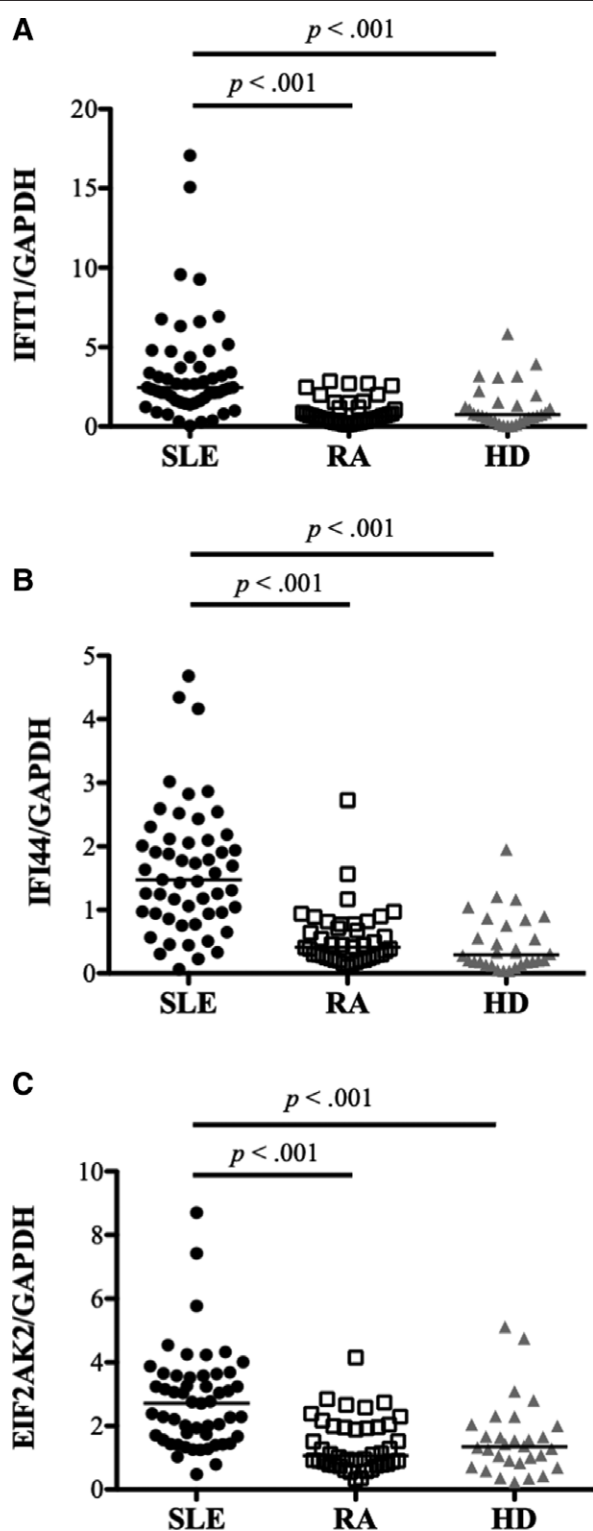 A
p < .001
p < .001
20
15
10
5
0
IFIT1/GAPDH
SLE RA HD
p < .001
B
p < .001
5
4
3
2
1
0
IFI44/GAPDH
SLE RA HD
C
p < .001
p < .001
10
8
6
4
2
0
EIF2AK2/GAPDH
SLE RA HD